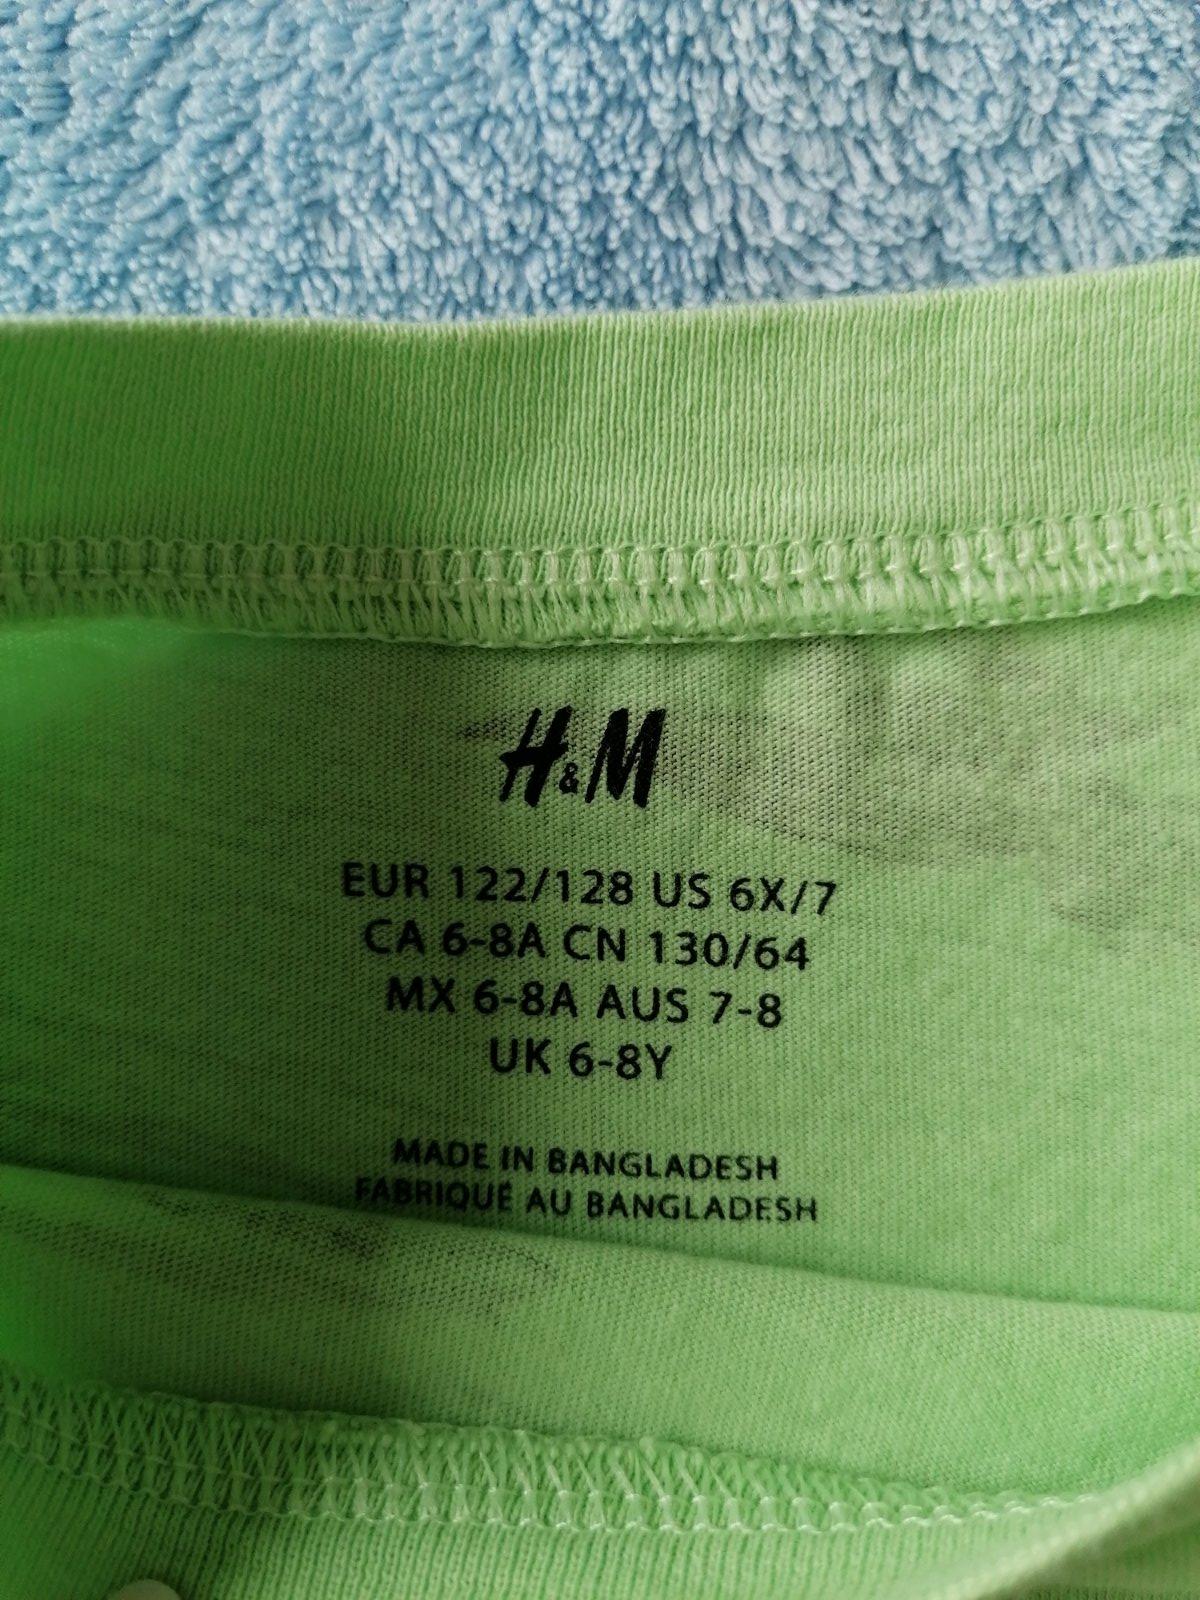 H&M
EUR 122/128 US 6X/7
CA 6-8A CN 130/64
MX 6-8A AUS 7-8
UK 6-8Y
MADE IN BANGLADESH
FABRIQUÉ AU BANGLADESH